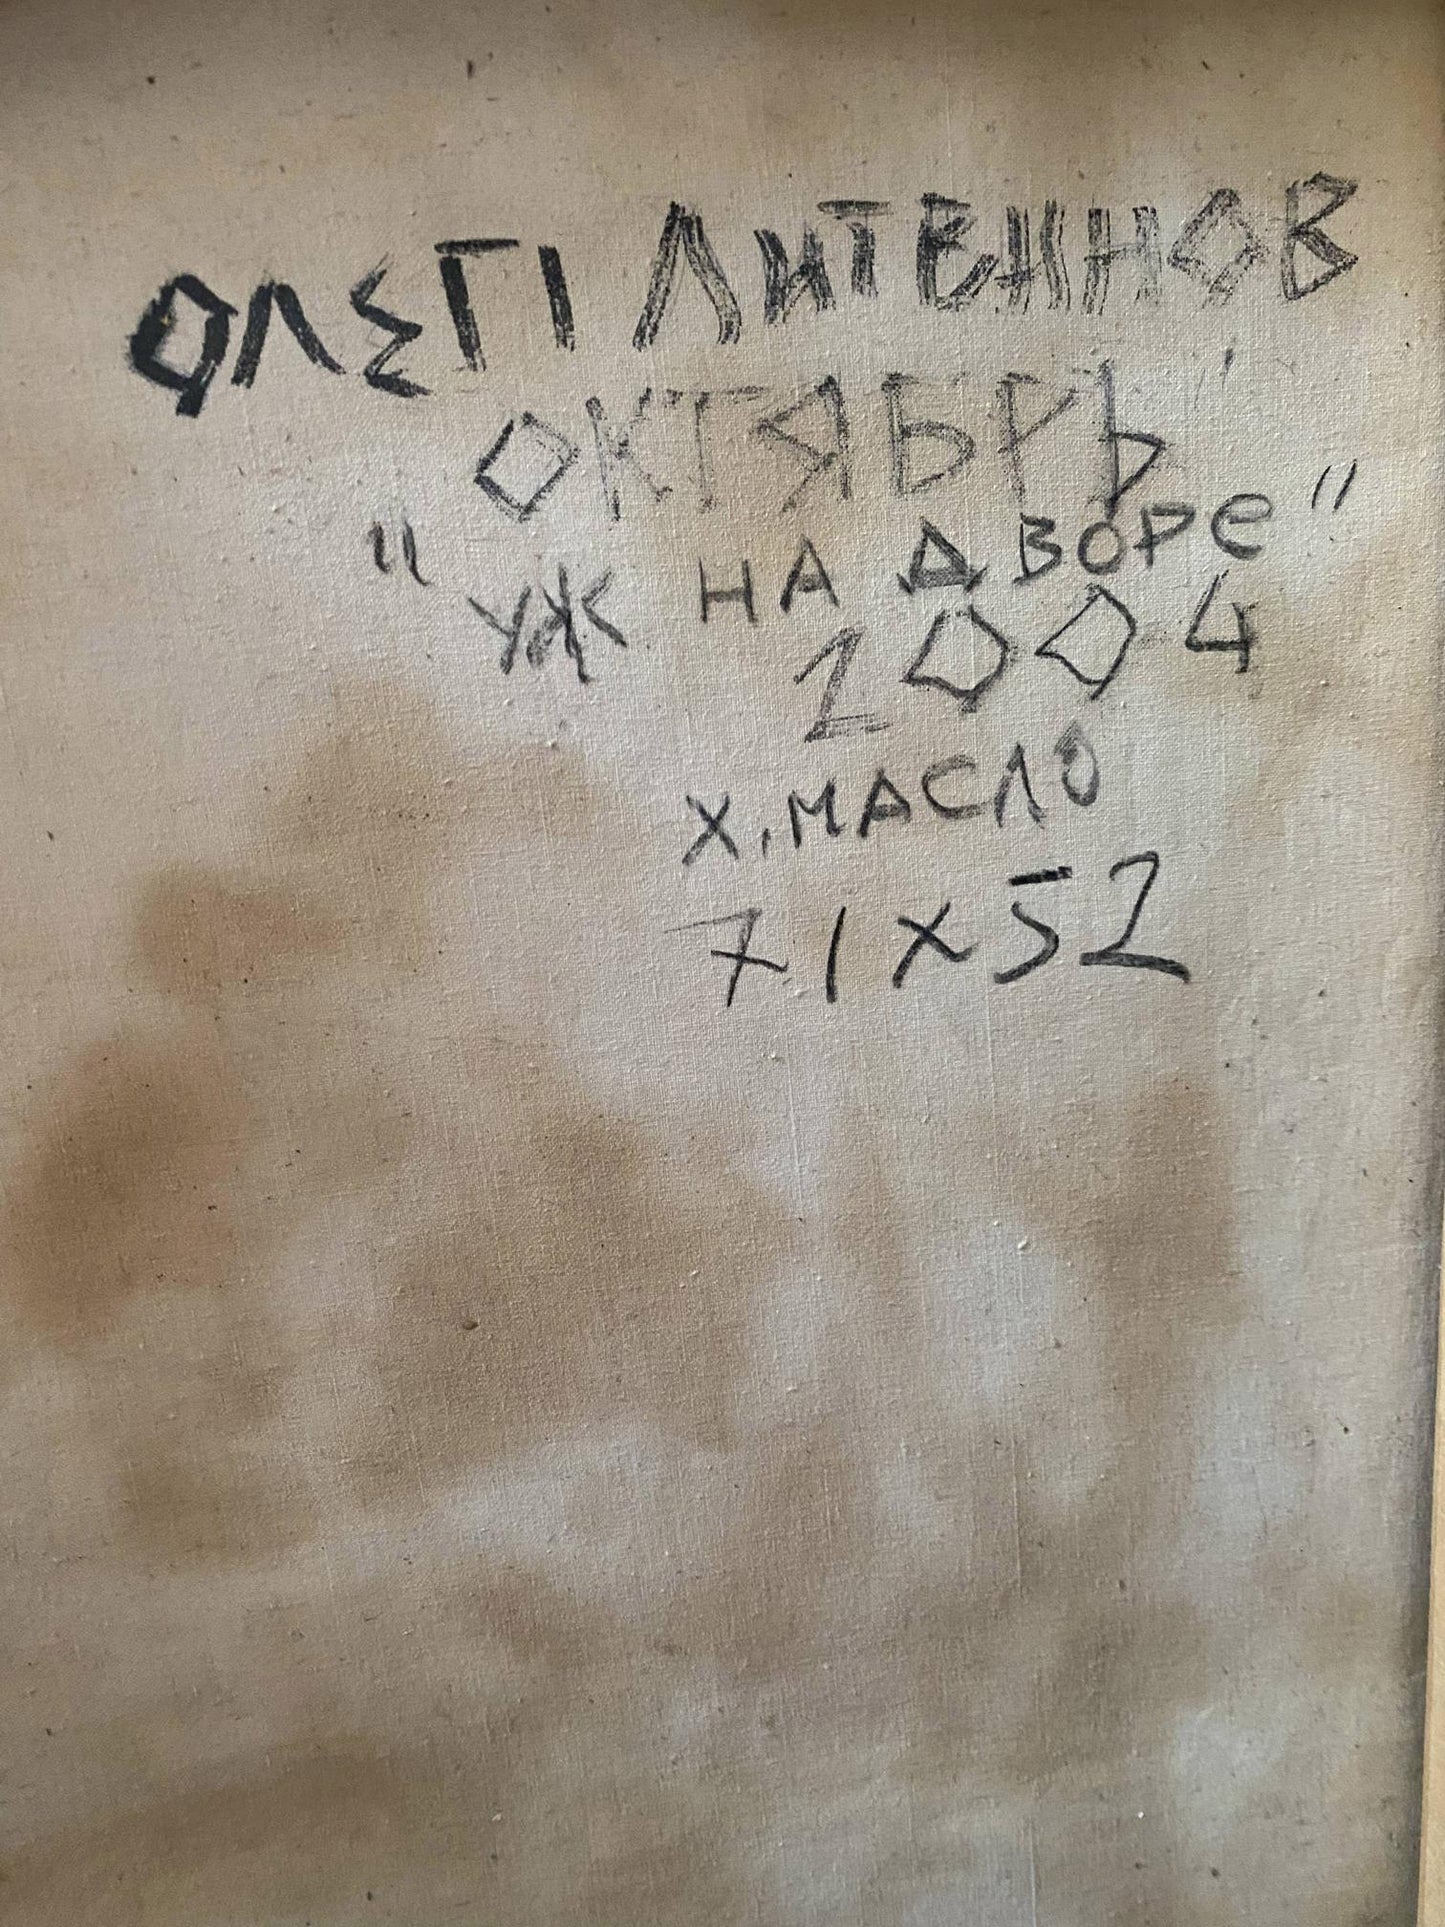 ОЛЕГ ЛИТВИНОВ
ОКТЯБРЬ
"УЖ НА ДВОРЕ"
2004
Х. МАСЛО
71х52